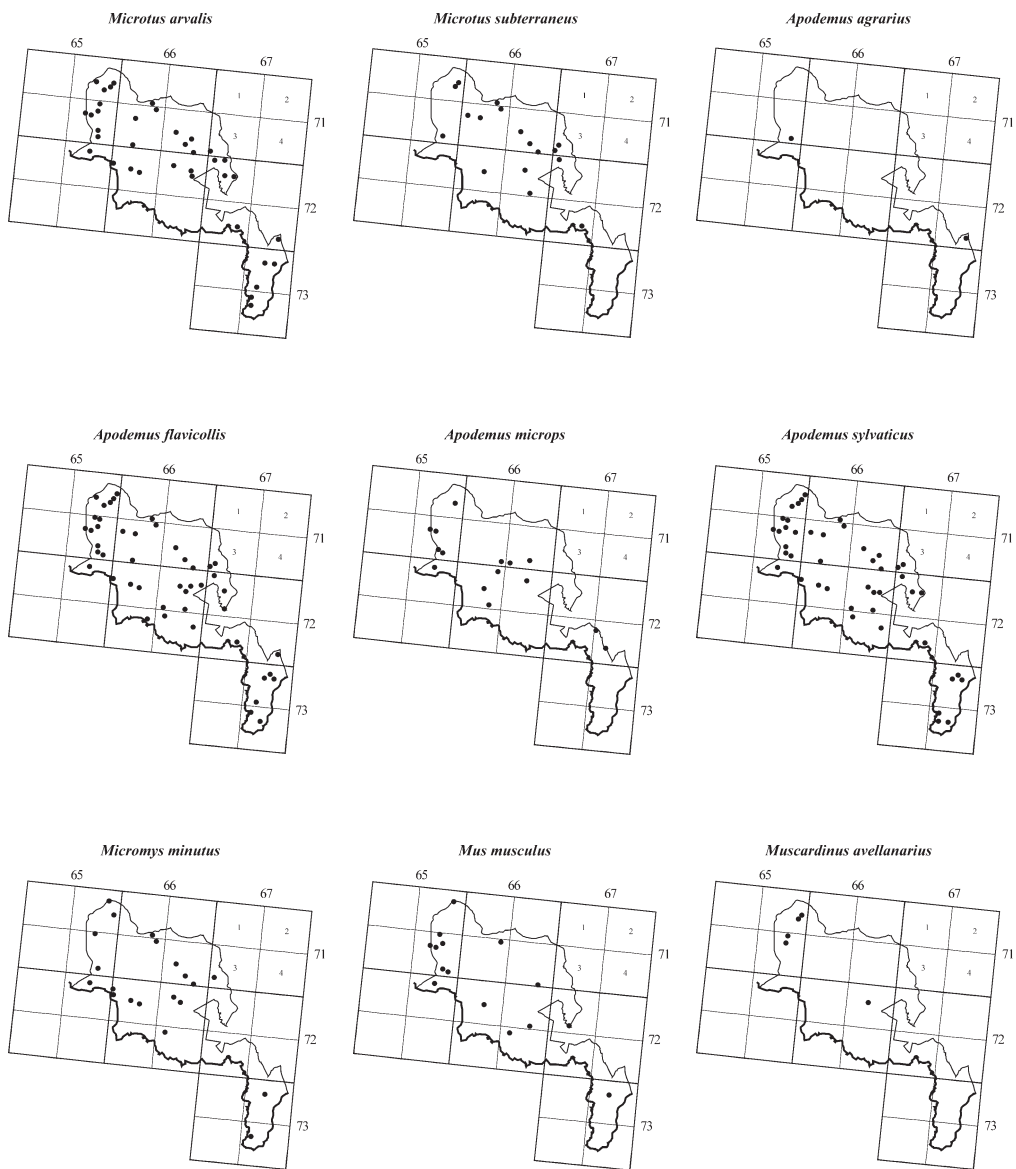 Microtus arvalis Microtus subterraneus Apodemus agrarius
65 66 67 65 66 67 65 66 67
1 2 1 2 1 2
71 71 71
3 4 3 4 3 4
72 72 72
73 73 73
Apodemus flavicollis Apodemus microps Apodemus sylvaticus
65 66 67 65 66 67 65 66 67
1 2 1 2 1 2
71 71 71
3 4 3 4 3 4
72 72 72
73 73 73
Micromys minutus Mus musculus Muscardinus avellanarius
65 66 67 65 66 67 65 66 67
1 2 1 2 1 2
71 71 71
3 4 3 4 3 4
72 72 72
73 73 73